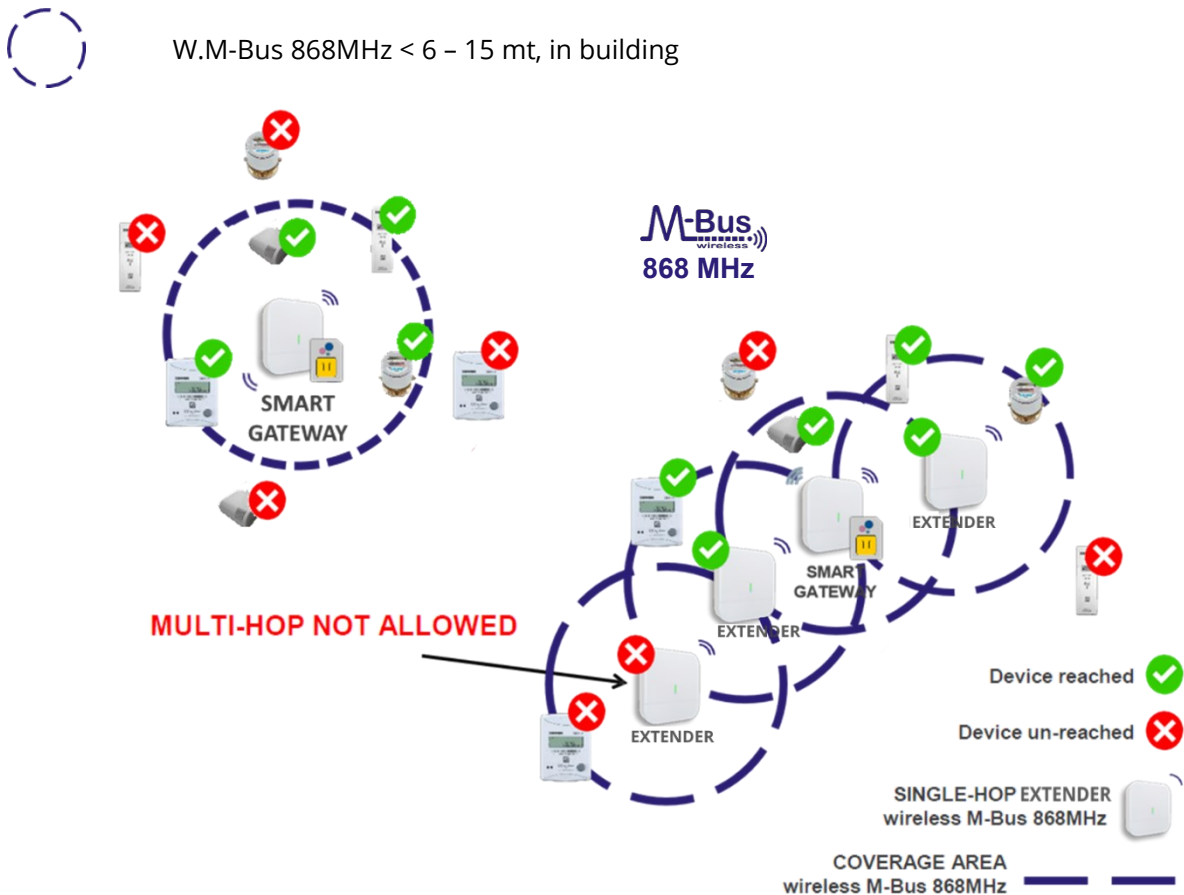 W.M-Bus 868MHz < 6 – 15 mt, in building
SMART
GATEWAY
M-Bus
wireless
868 MHz
EXTENDER
SMART
GATEWAY
EXTENDER
MULTI-HOP NOT ALLOWED
EXTENDER
Device reached
Device un-reached
SINGLE-HOP EXTENDER
wireless M-Bus 868MHz
COVERAGE AREA
wireless M-Bus 868MHz